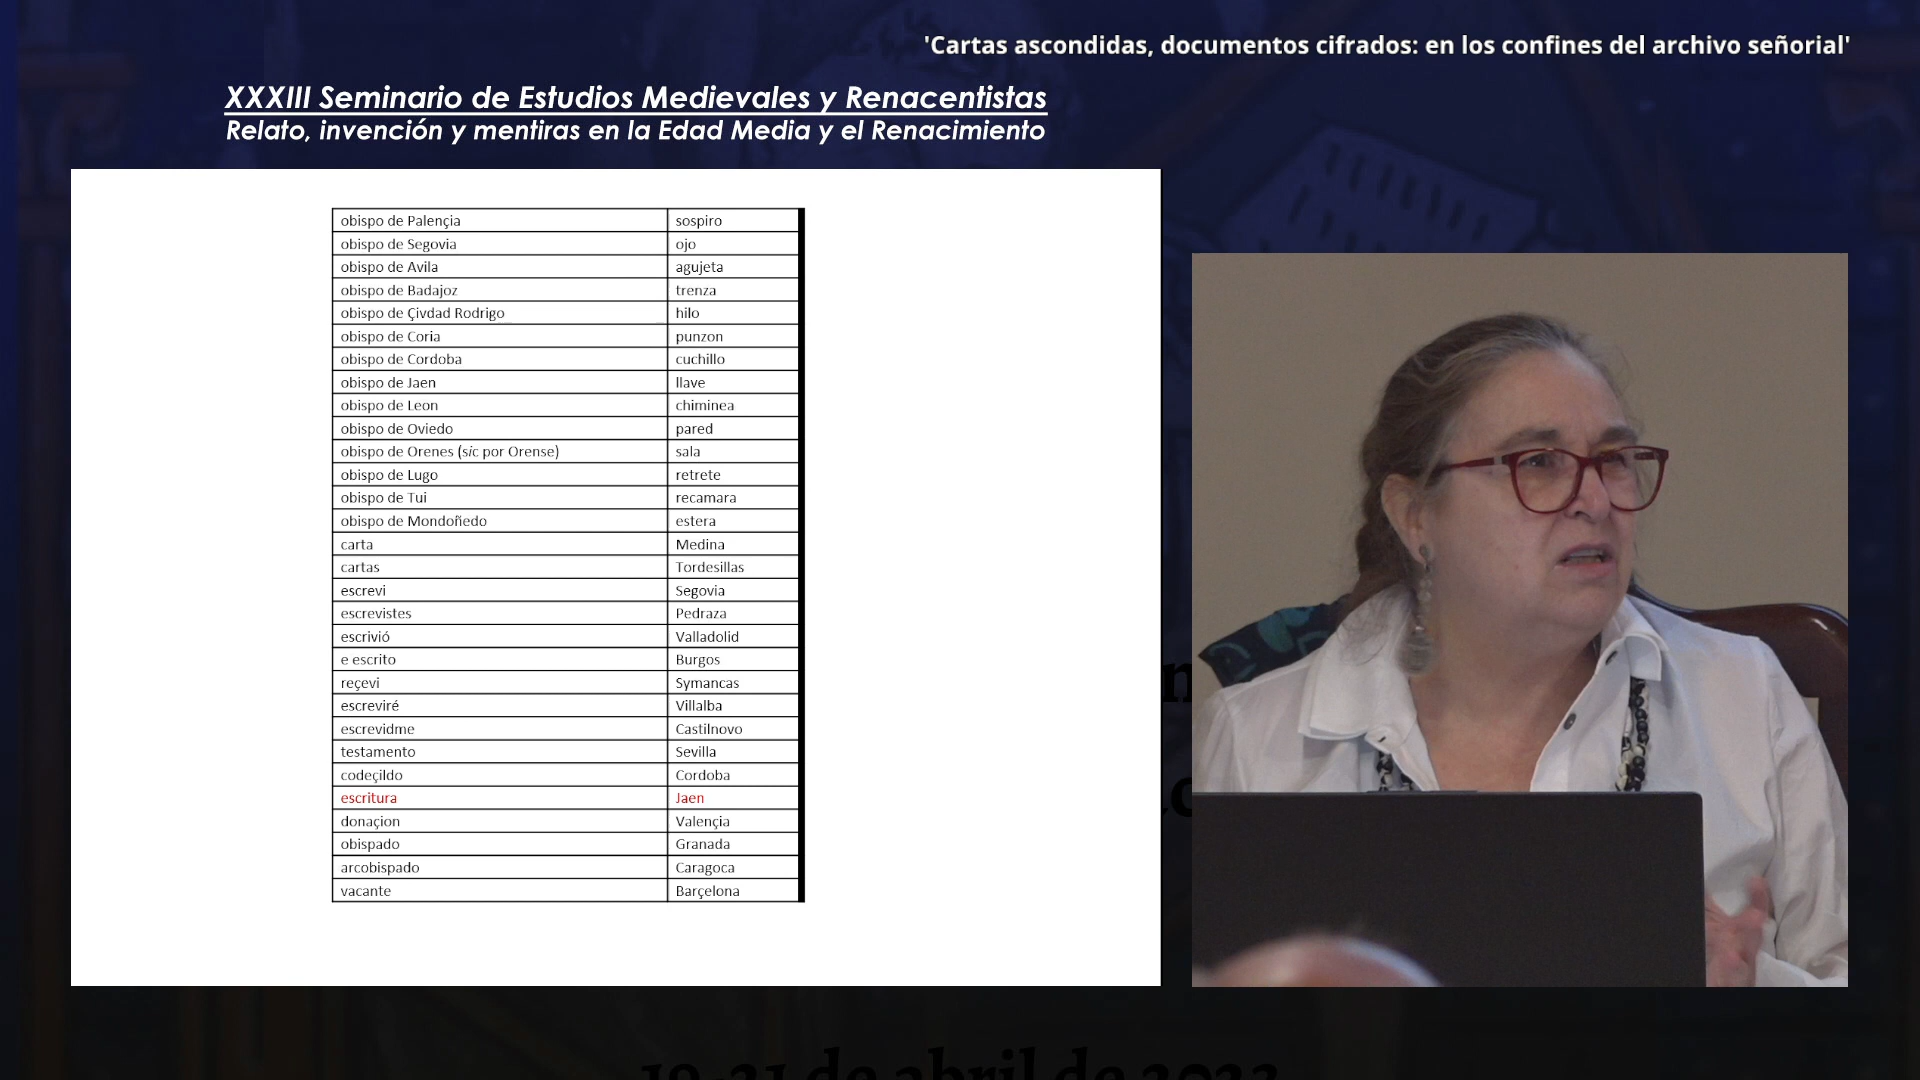 'Cartas ascondidas, documentos cifrados: en los confines del archivo señorial'
XXXIII Seminario de Estudios Medievales y Renacentistas
Relato, invención y mentiras en la Edad Media y el Renacimiento
obispo de Palençia sospiro
obispo de Segovia ojo
obispo de Avila agujeta
obispo de Badajoz trenza
obispo de Çivdad Rodrigo hilo
obispo de Coria punzon
obispo de Cordoba cuchillo
obispo de Jaen llave
obispo de Leon chiminea
obispo de Oviedo pared
obispo de Orenes (sic por Orense) sala
obispo de Lugo retrete
obispo de Tui recamara
obispo de Mondoñedo estera
carta Medina
cartas Tordesillas
escrevi Segovia
escrevistes Pedraza
escrivió Valladolid
e escrito Burgos
reçevi Symancas
escreviré Villalba
escrevidme Castilnovo
testamento Sevilla
codeçildo Cordoba
escritura Jaen
donaçion Valençia
obispado Granada
arcobispado Caragoca
vacante Barçelona
19-21 de abril de 2023